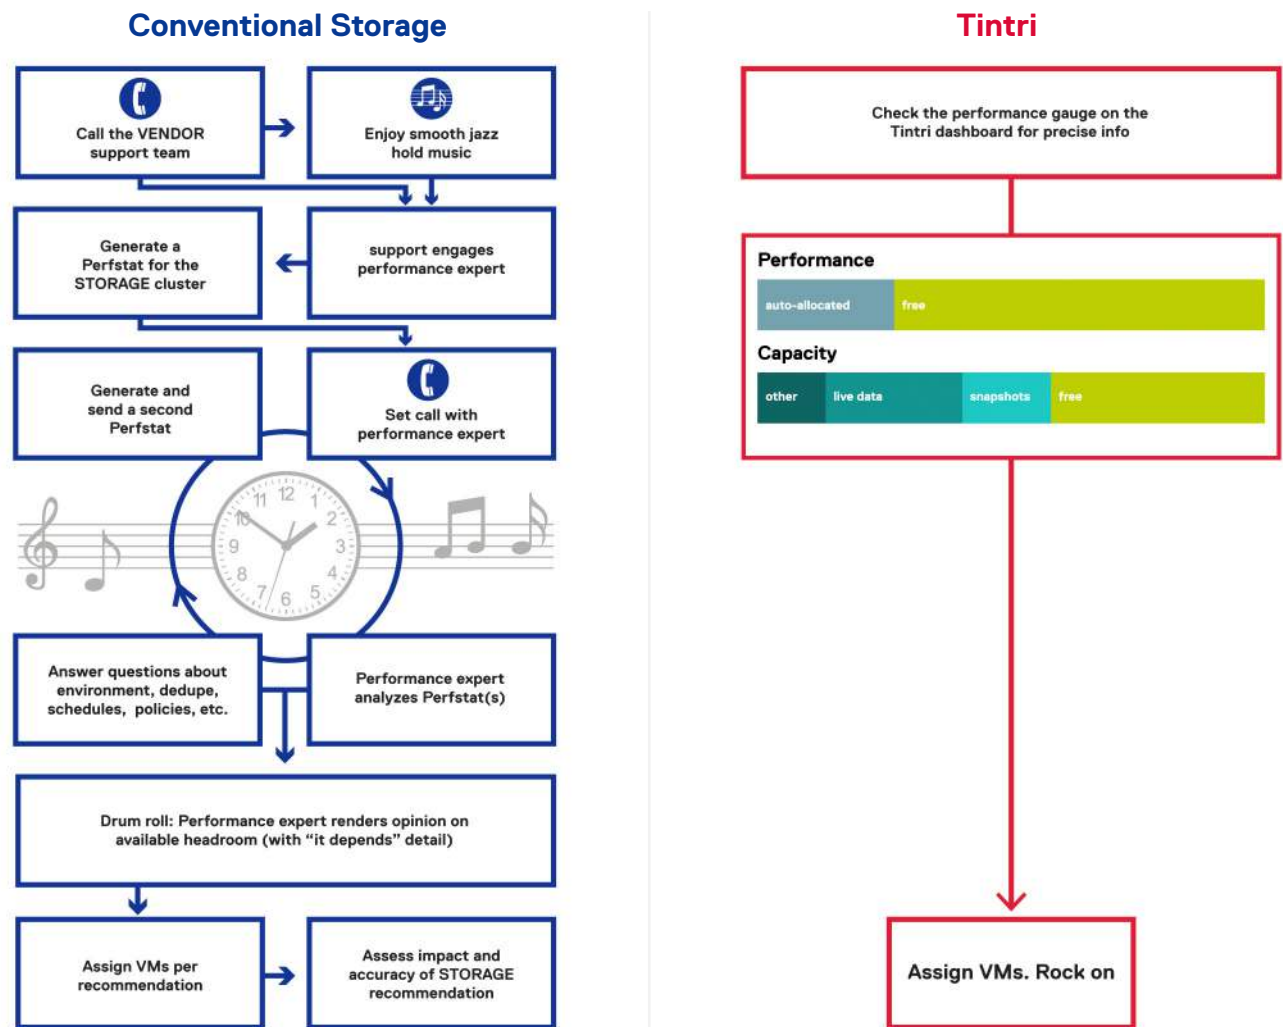 Conventional Storage
Call the VENDOR
support team
Enjoy smooth jazz
hold music
Generate a
Perfstat for the
STORAGE cluster
support engages
performance expert
Generate and
send a second
Perfstat
Set call with
performance expert
12
1
2
3
4
5
6
7
8
9
10
11
Answer questions about
environment, dedupe,
schedules, policies, etc.
Performance expert
analyzes Perfstat(s)
Drum roll: Performance expert renders opinion on
available headroom (with “it depends” detail)
Assign VMs per
recommendation
Assess impact and
accuracy of STORAGE
recommendation
Tintri
Check the performance gauge on the
Tintri dashboard for precise info
Performance
auto-allocated free
Capacity
other live data snapshots free
Assign VMs. Rock on